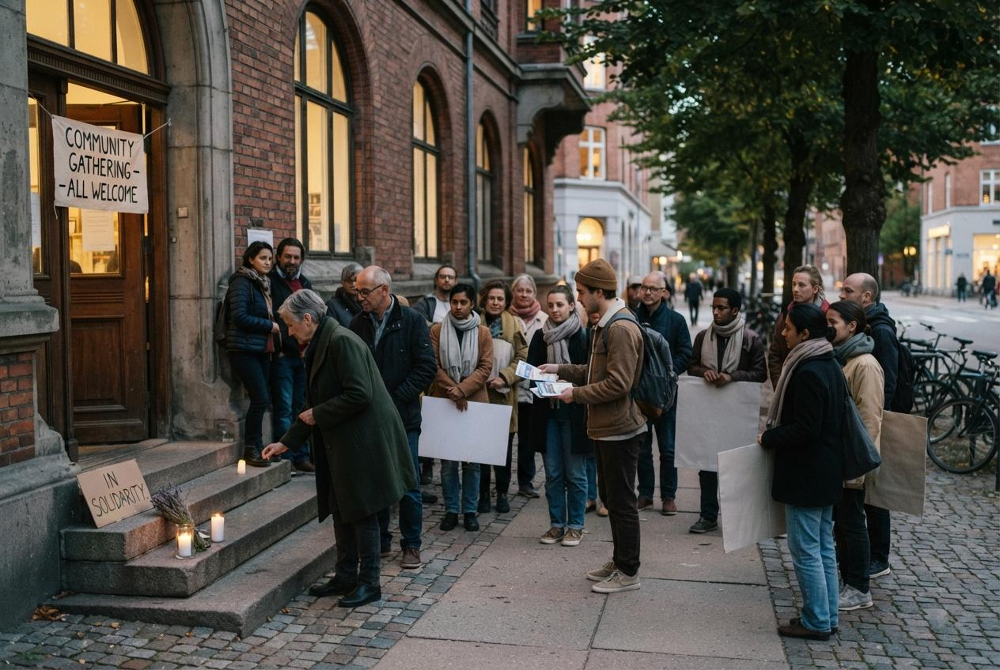 COMMUNITY
GATHERING-
-ALL WELCOME
IN
SOLIDARITY